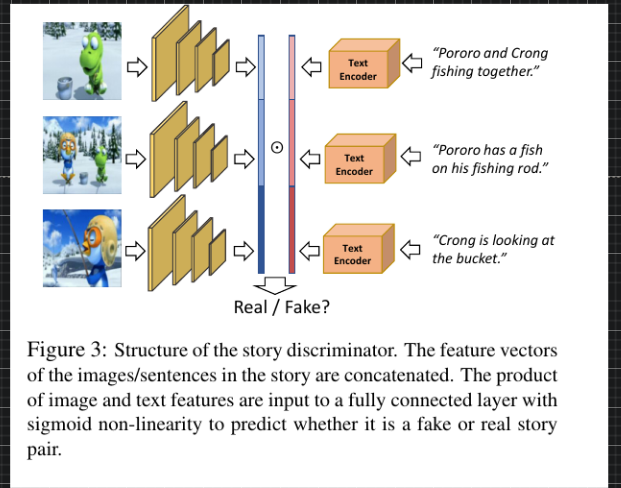 Text
Encoder
"Pororo and Crong
fishing together."
Text
Encoder
"Pororo has a fish
on his fishing rod."
Text
Encoder
"Crong is looking at
the bucket."
Real / Fake?
Figure 3: Structure of the story discriminator. The feature vectors
of the images/sentences in the story are concatenated. The product
of image and text features are input to a fully connected layer with
sigmoid non-linearity to predict whether it is a fake or real story
pair.